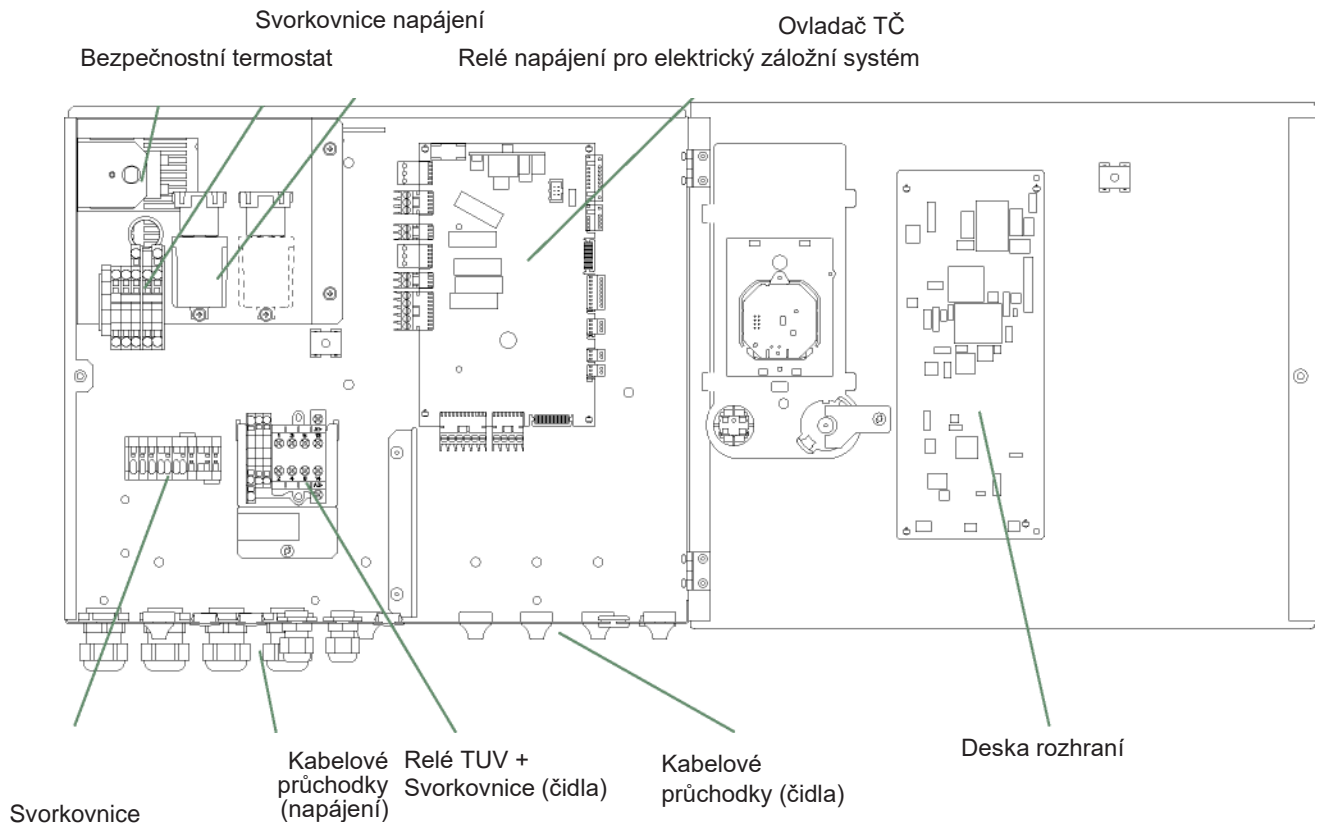 Svorkovnice napájení
Ovladač TČ
Bezpečnostní termostat
Relé napájení pro elektrický záložní systém
Deska rozhraní
Kabelové
průchodky
(napájení)
Relé TUV +
Svorkovnice (čidla)
Kabelové
průchodky (čidla)
Svorkovnice